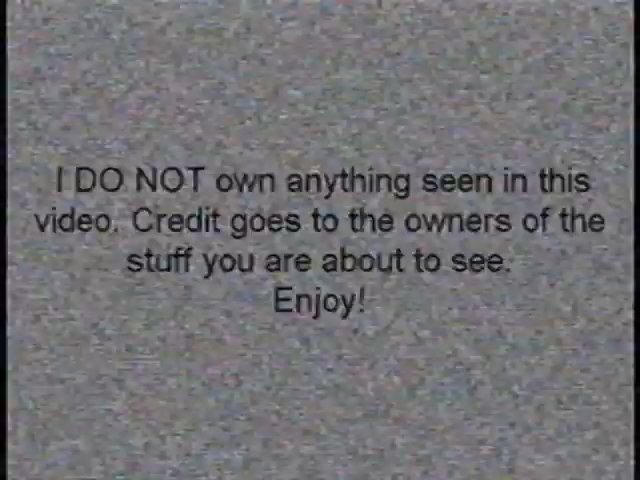 I DO NOT own anything seen in this
video. Credit goes to the owners of the
stuff you are about to see.
Enjoy!